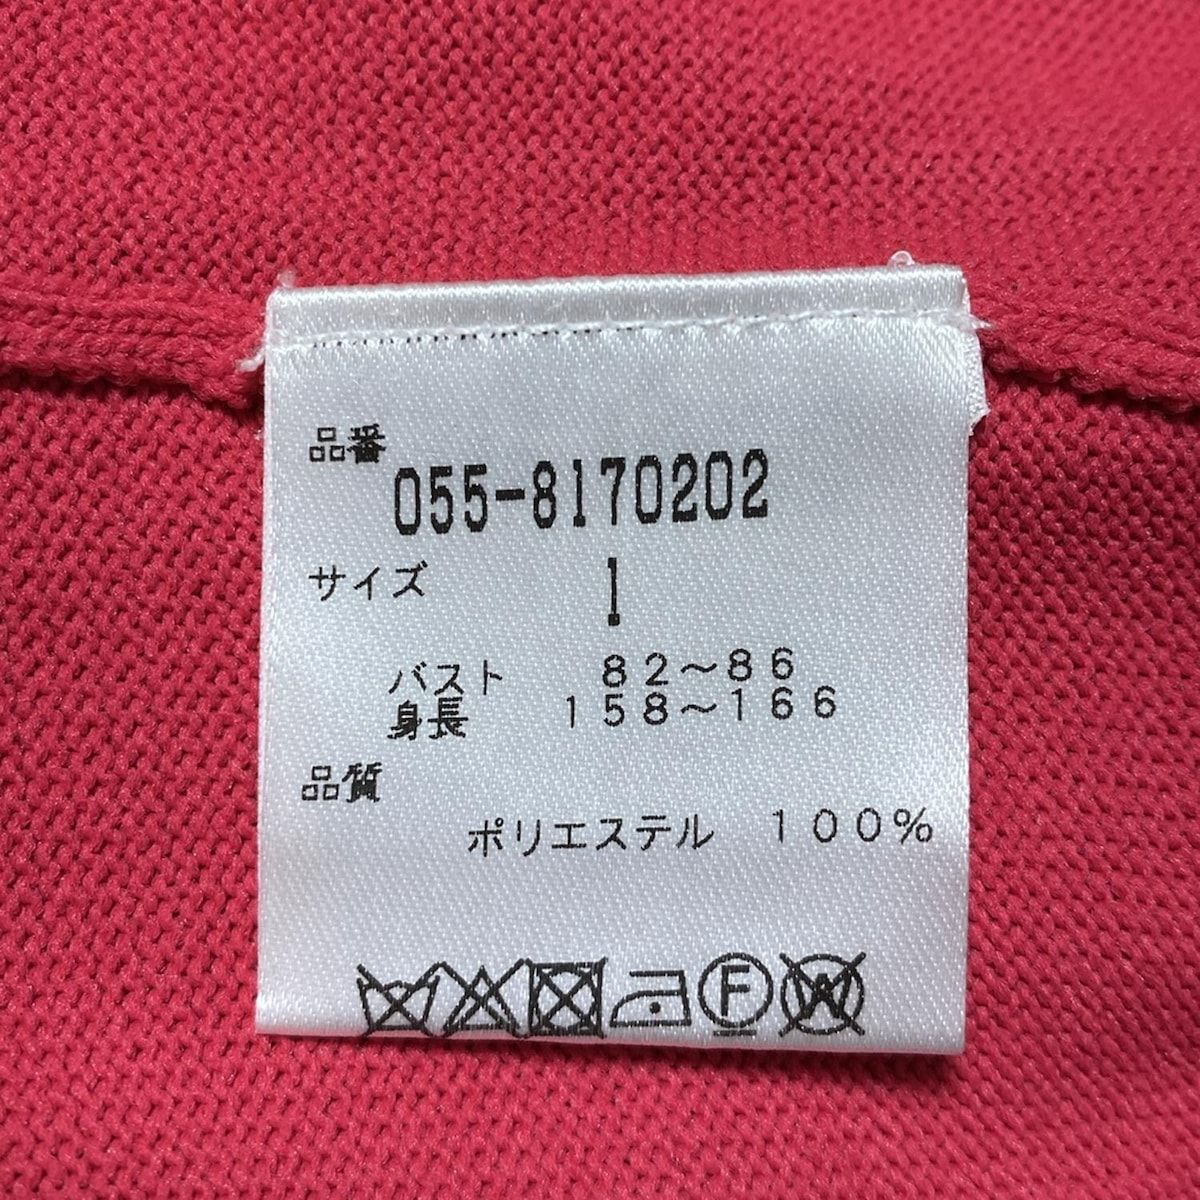 品番
055-8170202
サイズ 1
バスト 82～86
身長 158～166
品質
ポリエステル 100%
F W